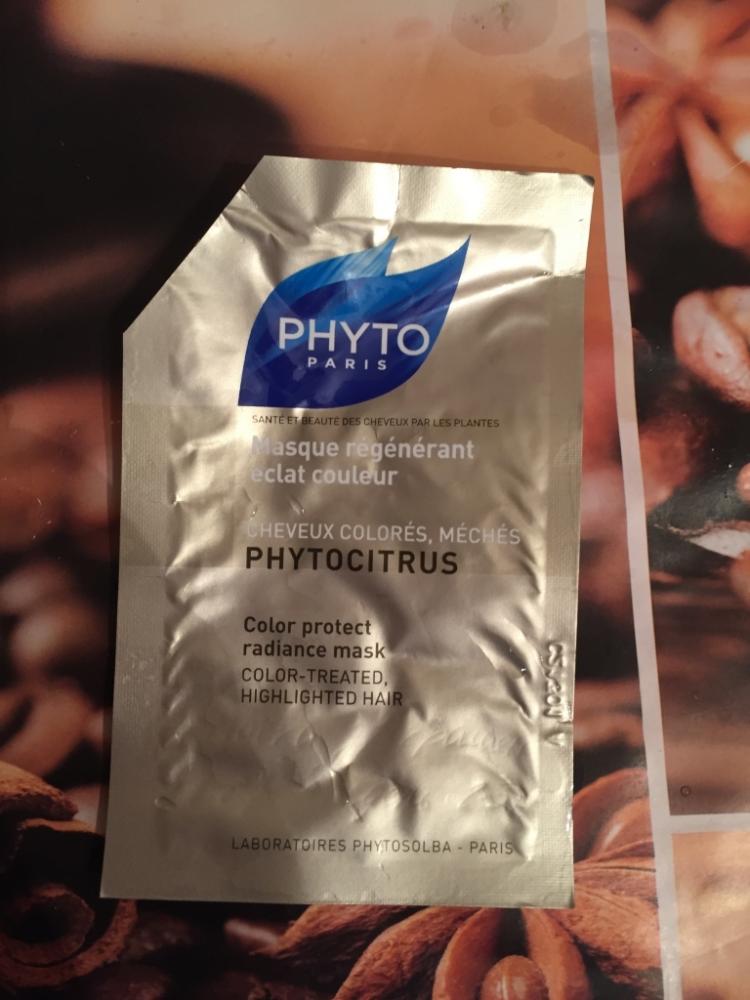 PHYTO
PARIS
SANTÉ ET BEAUTÉ DES CHEVEUX PAR LES PLANTES
Masque régénérant
éclat couleur
CHEVEUX COLORÉS, MÉCHÉS
PHYTOCITRUS
Color protect
radiance mask
COLOR-TREATED,
HIGHLIGHTED HAIR
LABORATOIRES PHYTOSOLBA - PARIS